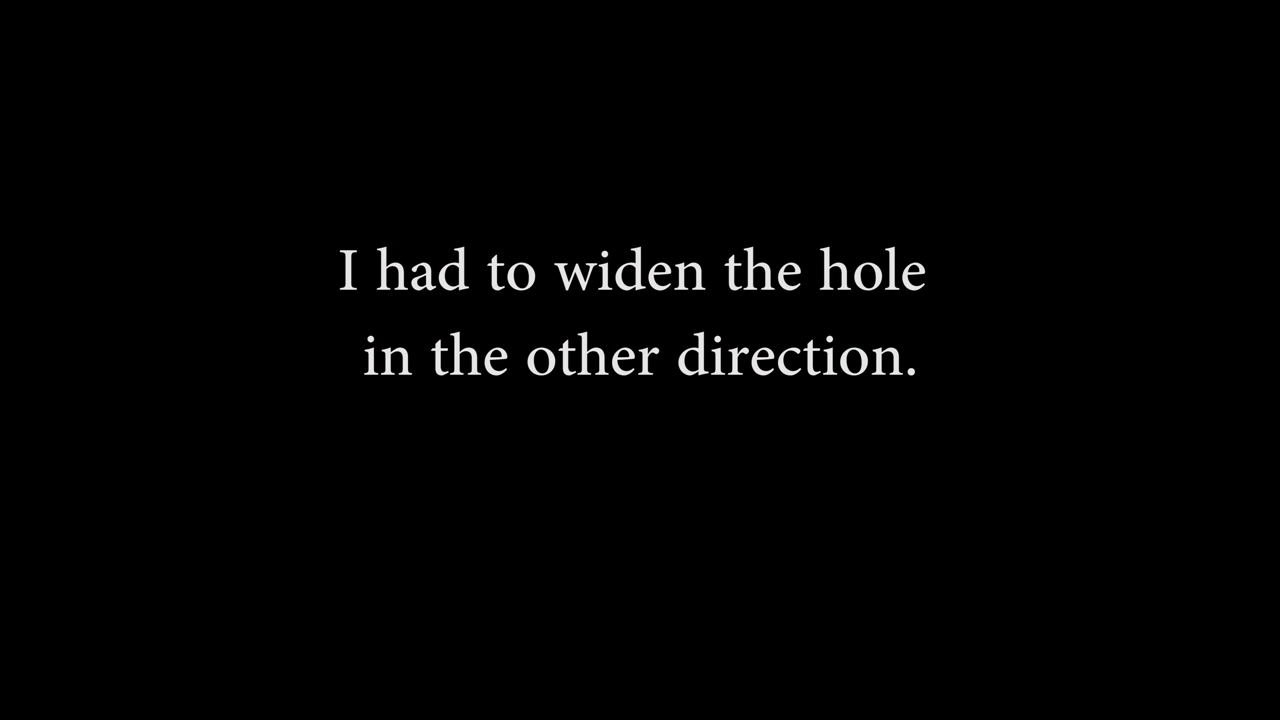 I had to widen the hole
in the other direction.